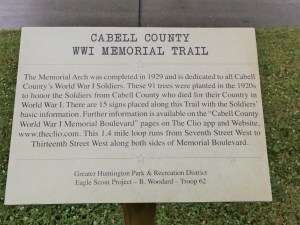 CABELL COUNTY
WWI MEMORIAL TRAIL
The Memorial Arch was completed in 1929 and is dedicated to all Cabell
County's World War I Soldiers. These 91 trees were planted in the 1920s
to honor the Soldiers from Cabell County who died for their Country in
World War I. There are 15 signs placed along this Trail with the Soldiers'
basic information. Further information is available on the "Cabell County
World War I Memorial Boulevard" pages on The Clio app and Website,
www.theclio.com. This 1.4 mile loop runs from Seventh Street West to
Thirteenth Street West along both sides of Memorial Boulevard.
Greater Huntington Park & Recreation District
Eagle Scout Project – B. Woodard – Troop 62